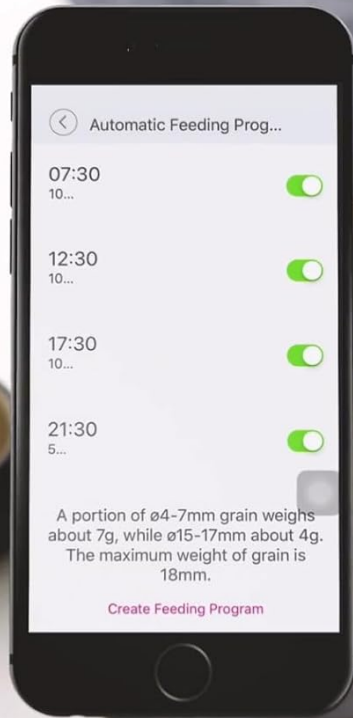 Automatic Feeding Prog...
07:30
10...
12:30
10...
17:30
10...
21:30
5...
A portion of ø4-7mm grain weighs
about 7g, while ø15-17mm about 4g.
The maximum weight of grain is
18mm.
Create Feeding Program